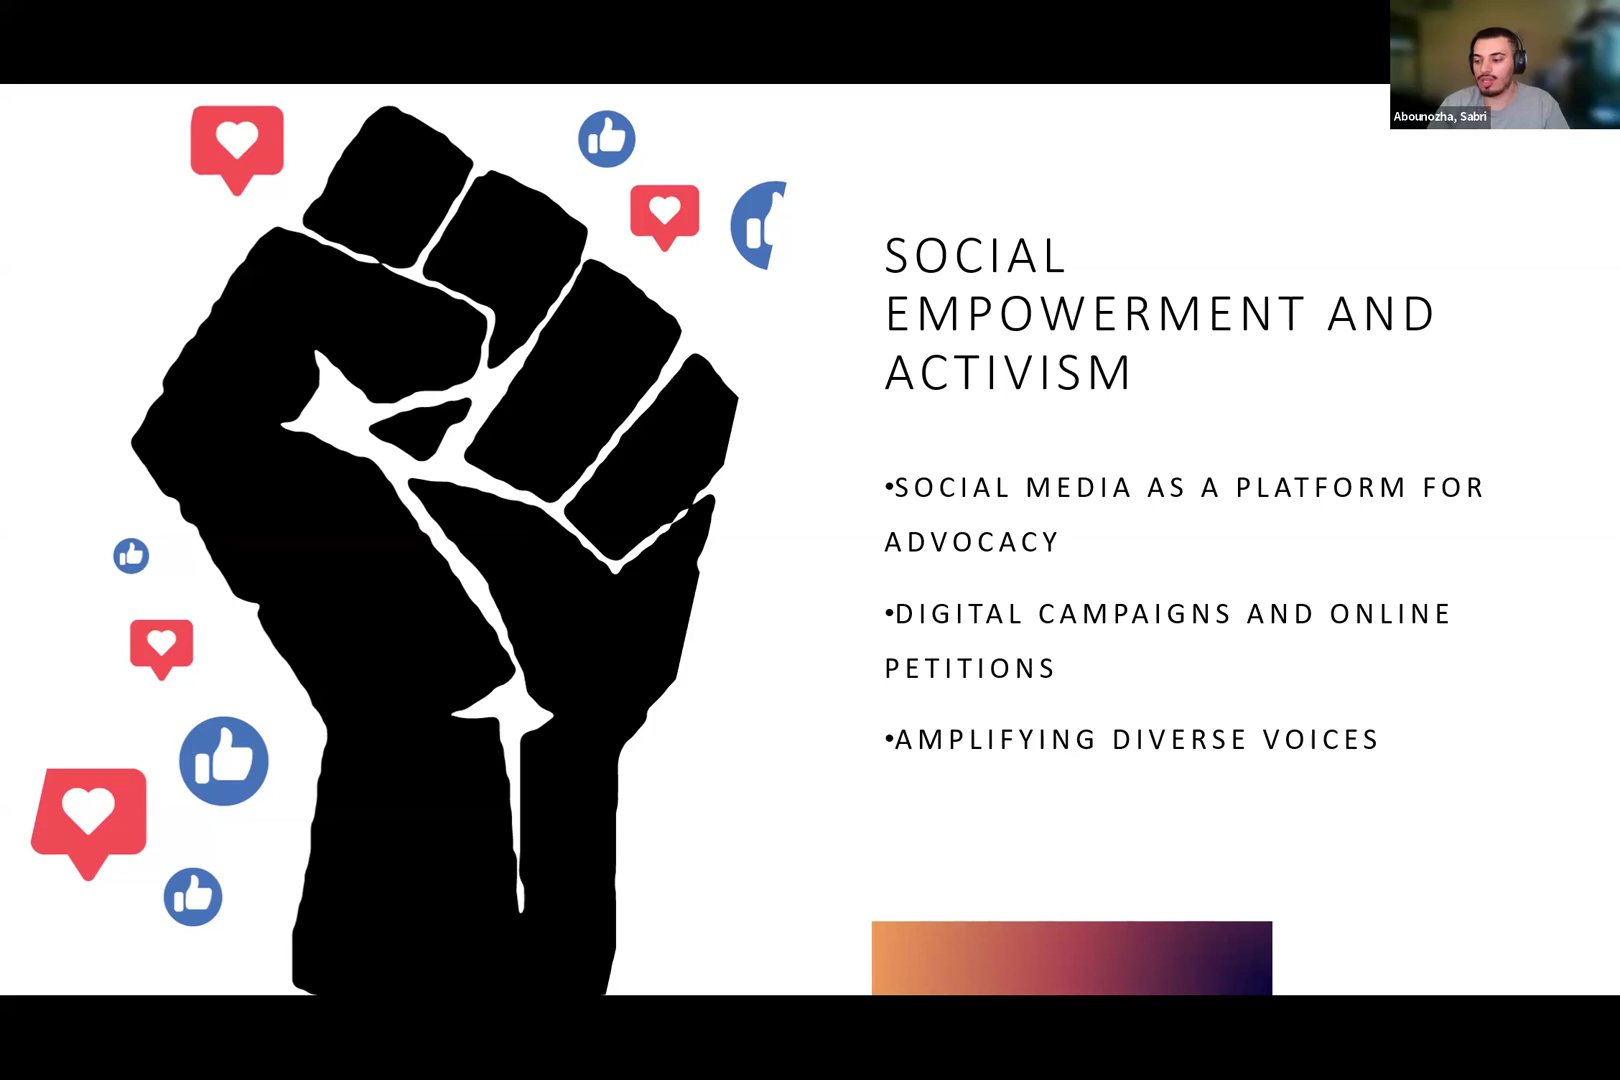 Abounozha, Sabri
SOCIAL
EMPOWERMENT AND
ACTIVISM
•SOCIAL MEDIA AS A PLATFORM FOR
ADVOCACY
•DIGITAL CAMPAIGNS AND ONLINE
PETITIONS
•AMPLIFYING DIVERSE VOICES